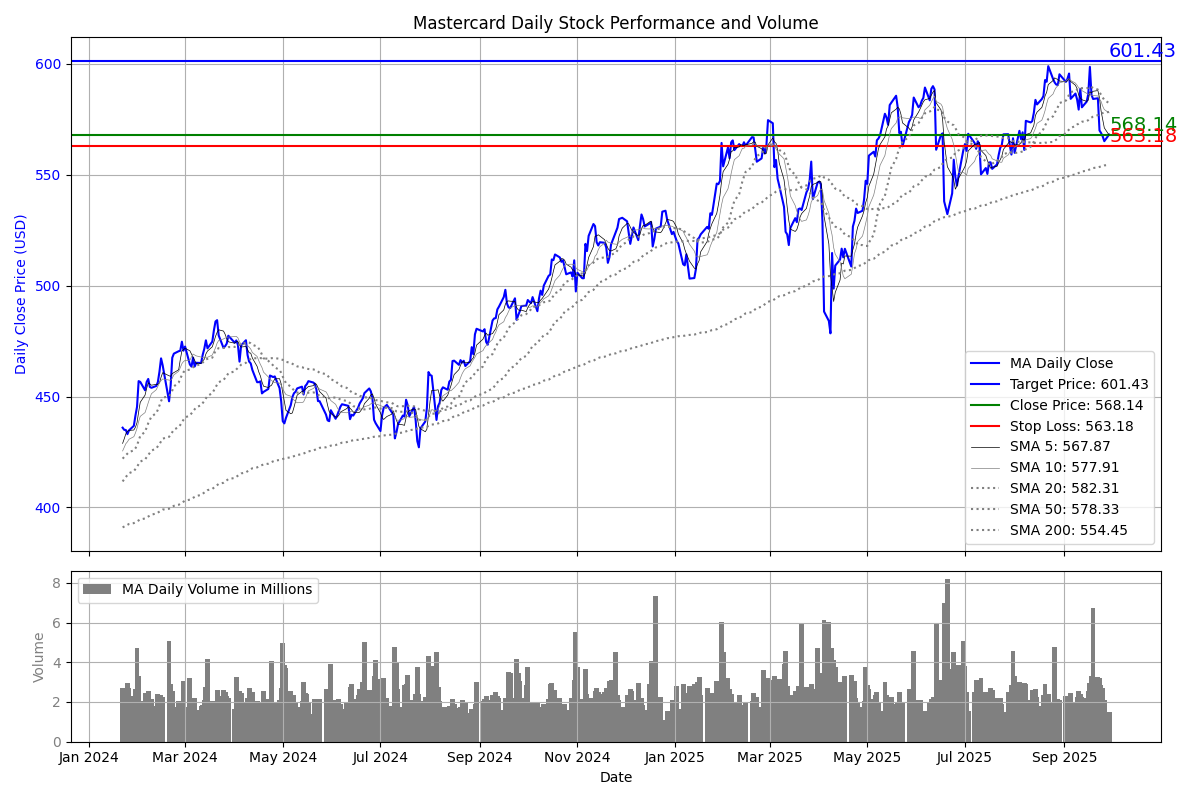 Mastercard Daily Stock Performance and Volume
601.43
568.14
563.18
600
550
500
450
400
Daily Close Price (USD)
MA Daily Close
Target Price: 601.43
Close Price: 568.14
Stop Loss: 563.18
SMA 5: 567.87
SMA 10: 577.91
SMA 20: 582.31
SMA 50: 578.33
SMA 200: 554.45
MA Daily Volume in Millions
8
6
4
2
0
Volume
Jan 2024 Mar 2024 May 2024 Jul 2024 Sep 2024 Nov 2024 Jan 2025 Mar 2025 May 2025 Jul 2025 Sep 2025
Date